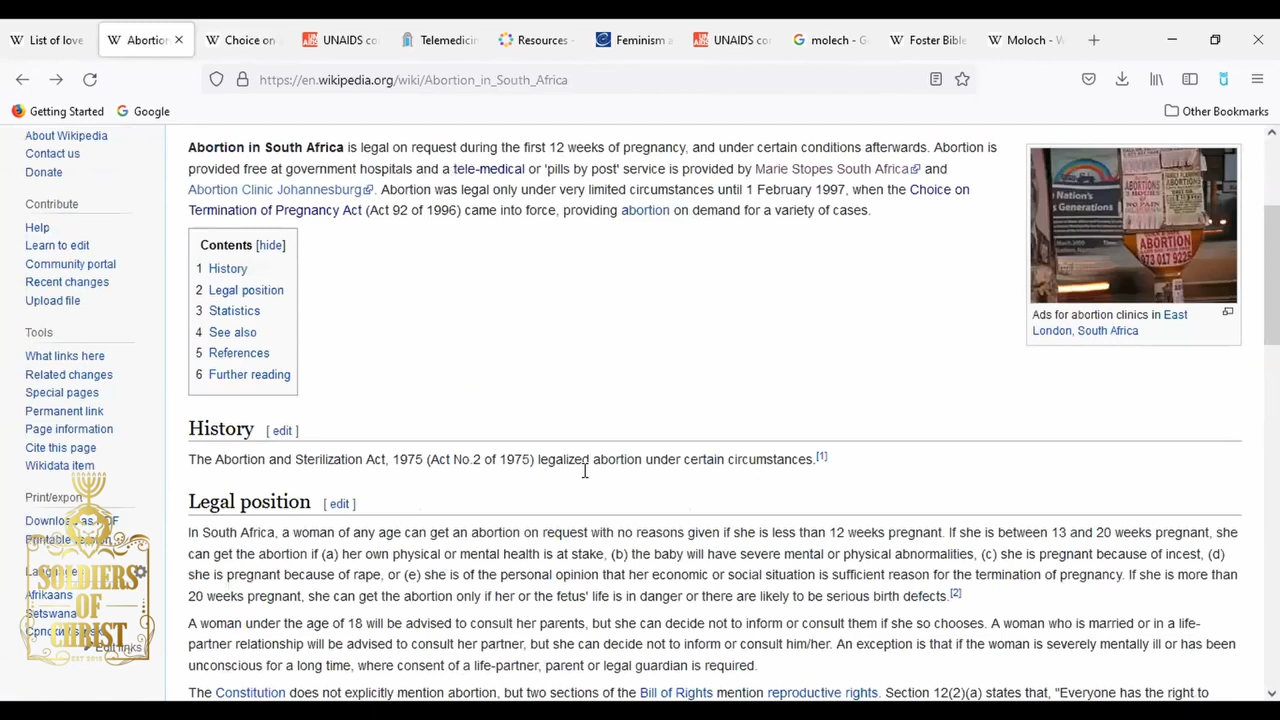 List of love
Abortion
Choice on
UNAIDS co
Telemedicin
Resources -
Feminism a
UNAIDS co
molech - G
Foster Bible
Moloch - W
https://en.wikipedia.org/wiki/Abortion_in_South_Africa
Getting Started
Google
Other Bookmarks
About Wikipedia
Contact us
Donate
Contribute
Help
Learn to edit
Community portal
Recent changes
Upload file
Tools
What links here
Related changes
Special pages
Permanent link
Page information
Cite this page
Wikidata item
Print/export
Download as PDF
Printable version
Afrikaans
Setswana
Edit links
SOLDIERS
OF
CHRIST
Abortion in South Africa is legal on request during the first 12 weeks of pregnancy, and under certain conditions afterwards. Abortion is
provided free at government hospitals and a tele-medical or 'pills by post' service is provided by Marie Stopes South Africa and
Abortion Clinic Johannesburg. Abortion was legal only under very limited circumstances until 1 February 1997, when the Choice on
Termination of Pregnancy Act (Act 92 of 1996) came into force, providing abortion on demand for a variety of cases.
Contents [hide]
1 History
2 Legal position
3 Statistics
4 See also
5 References
6 Further reading
Nation's
Generations
ABORTION
073 017 9225
Ads for abortion clinics in East
London, South Africa
History [ edit ]
The Abortion and Sterilization Act, 1975 (Act No.2 of 1975) legalized abortion under certain circumstances.[1]
Legal position [ edit ]
In South Africa, a woman of any age can get an abortion on request with no reasons given if she is less than 12 weeks pregnant. If she is between 13 and 20 weeks pregnant, she
can get the abortion if (a) her own physical or mental health is at stake, (b) the baby will have severe mental or physical abnormalities, (c) she is pregnant because of incest, (d)
she is pregnant because of rape, or (e) she is of the personal opinion that her economic or social situation is sufficient reason for the termination of pregnancy. If she is more than
20 weeks pregnant, she can get the abortion only if her or the fetus' life is in danger or there are likely to be serious birth defects.[2]
A woman under the age of 18 will be advised to consult her parents, but she can decide not to inform or consult them if she so chooses. A woman who is married or in a life-
partner relationship will be advised to consult her partner, but she can decide not to inform or consult him/her. An exception is that if the woman is severely mentally ill or has been
unconscious for a long time, where consent of a life-partner, parent or legal guardian is required.
The Constitution does not explicitly mention abortion, but two sections of the Bill of Rights mention reproductive rights. Section 12(2)(a) states that, "Everyone has the right to